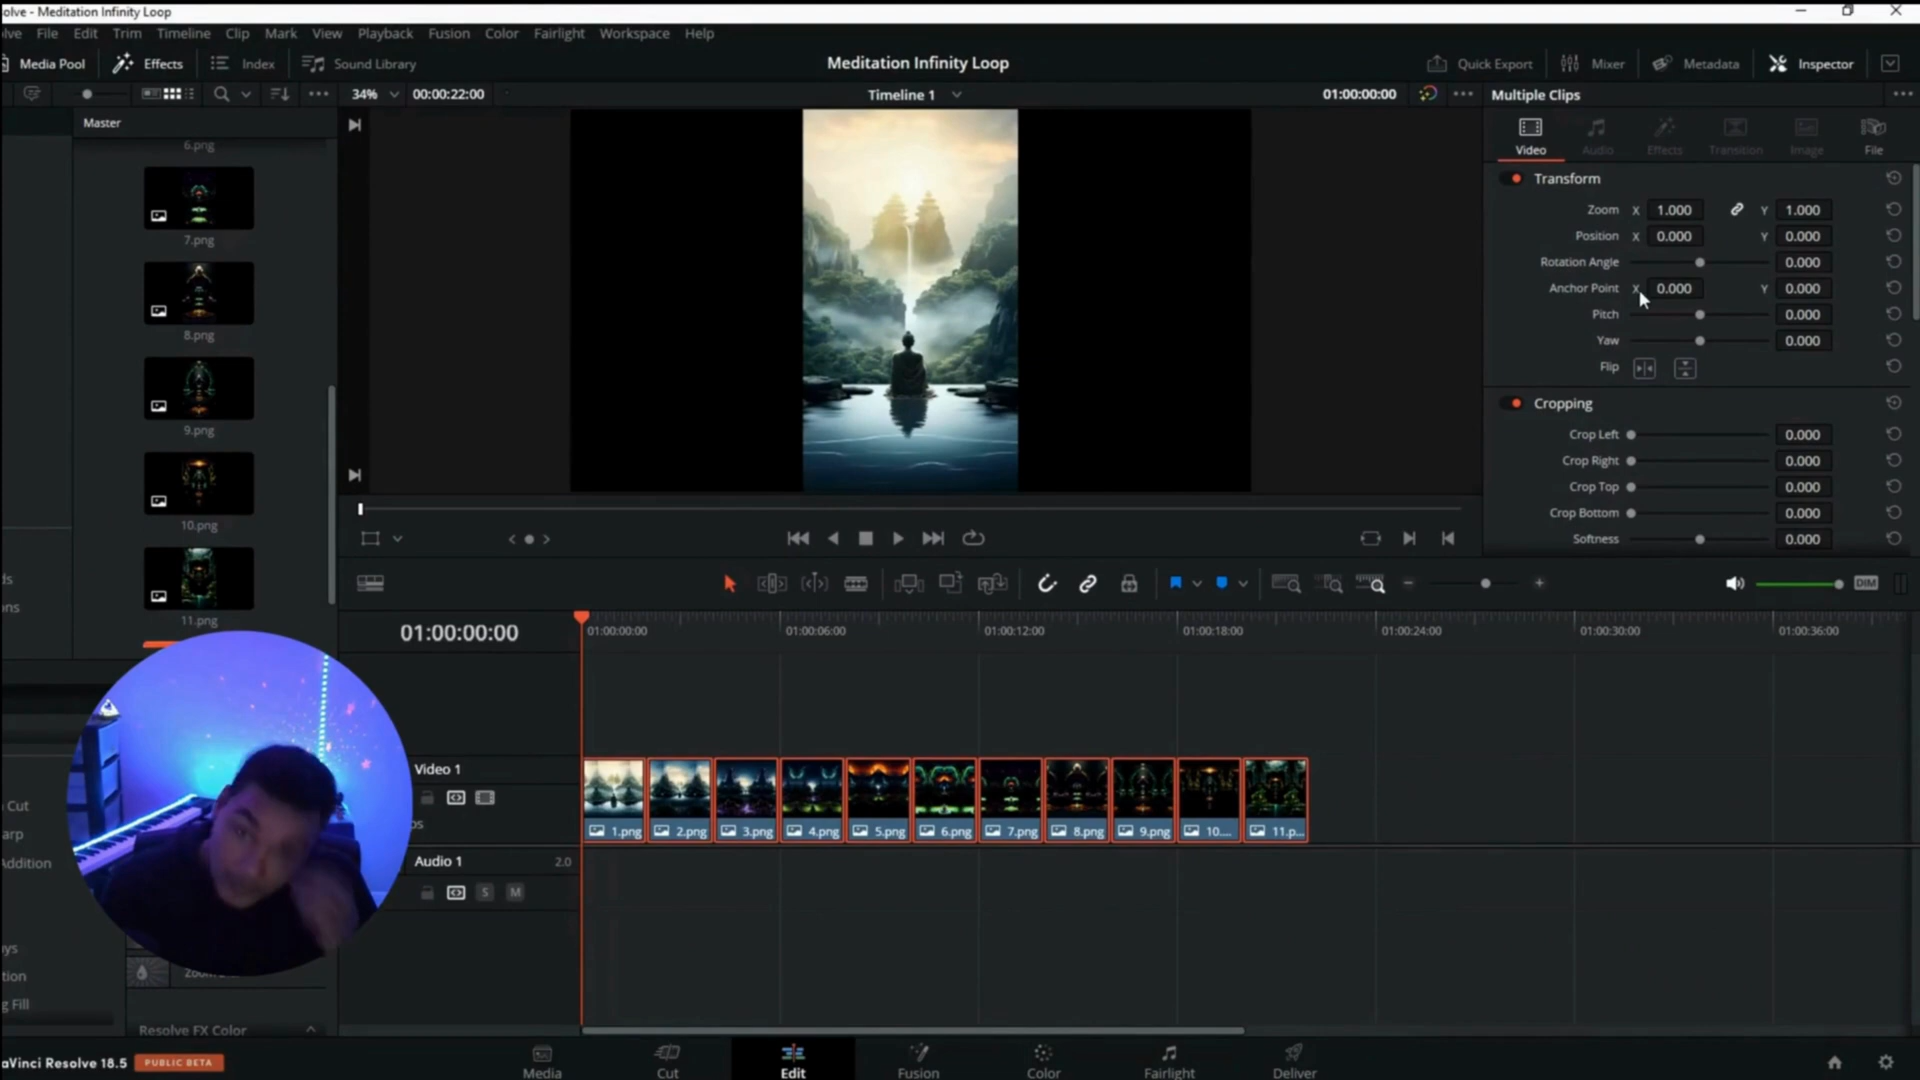 olve - Meditation Infinity Loop
lve File Edit Trim Timeline Clip Mark View Playback Fusion Color Fairlight Workspace Help
Media Pool Effects Index Sound Library Meditation Infinity Loop Quick Export Mixer Metadata Inspector
34% 00:00:22:00 Timeline 1 01:00:00:00 Multiple Clips
Master
Video Audio Effects Transition Image File
6.png
7.png
8.png
9.png
10.png
11.png
Transform
Zoom X 1.000 Y 1.000
Position X 0.000 Y 0.000
Rotation Angle 0.000
Anchor Point X 0.000 Y 0.000
Pitch 0.000
Yaw 0.000
Flip
Cropping
Crop Left 0.000
Crop Right 0.000
Crop Top 0.000
Crop Bottom 0.000
Softness 0.000
ds
ons
DIM
01:00:00:00
01:00:00:00 01:00:06:00 01:00:12:00 01:00:18:00 01:00:24:00 01:00:30:00 01:00:36:00
Video 1
ps
1.png 2.png 3.png 4.png 5.png 6.png 7.png 8.png 9.png 10.... 11.p...
Audio 1 2.0
S M
Cut
arp
Addition
ys
tion
g Fill
Resolve FX Color
aVinci Resolve 18.5 PUBLIC BETA
Media Cut Edit Fusion Color Fairlight Deliver